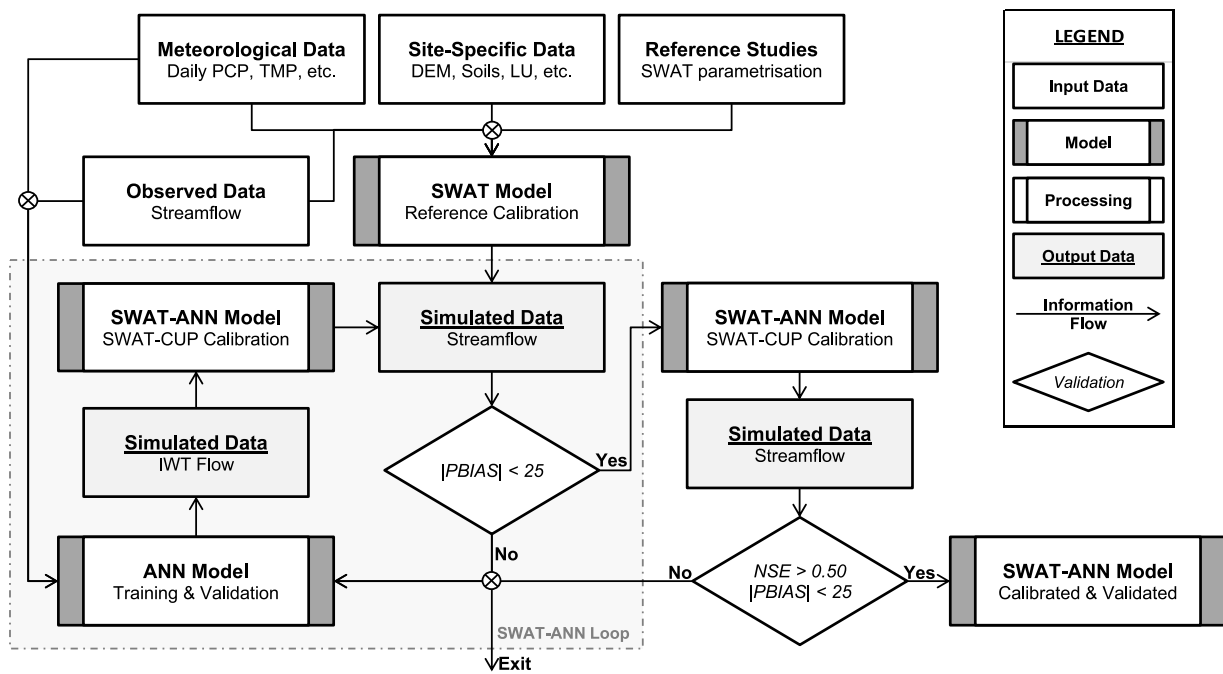 Meteorological Data
Daily PCP, TMP, etc.
Site-Specific Data
DEM, Soils, LU, etc.
Reference Studies
SWAT parametrisation
Observed Data
Streamflow
SWAT Model
Reference Calibration
SWAT-ANN Model
SWAT-CUP Calibration
Simulated Data
Streamflow
SWAT-ANN Model
SWAT-CUP Calibration
Simulated Data
IWT Flow
|PBIAS| < 25
Yes
Simulated Data
Streamflow
No
ANN Model
Training & Validation
No
NSE > 0.50
|PBIAS| < 25
Yes
SWAT-ANN Model
Calibrated & Validated
SWAT-ANN Loop
Exit
LEGEND
Input Data
Model
Processing
Output Data
Information
Flow
Validation